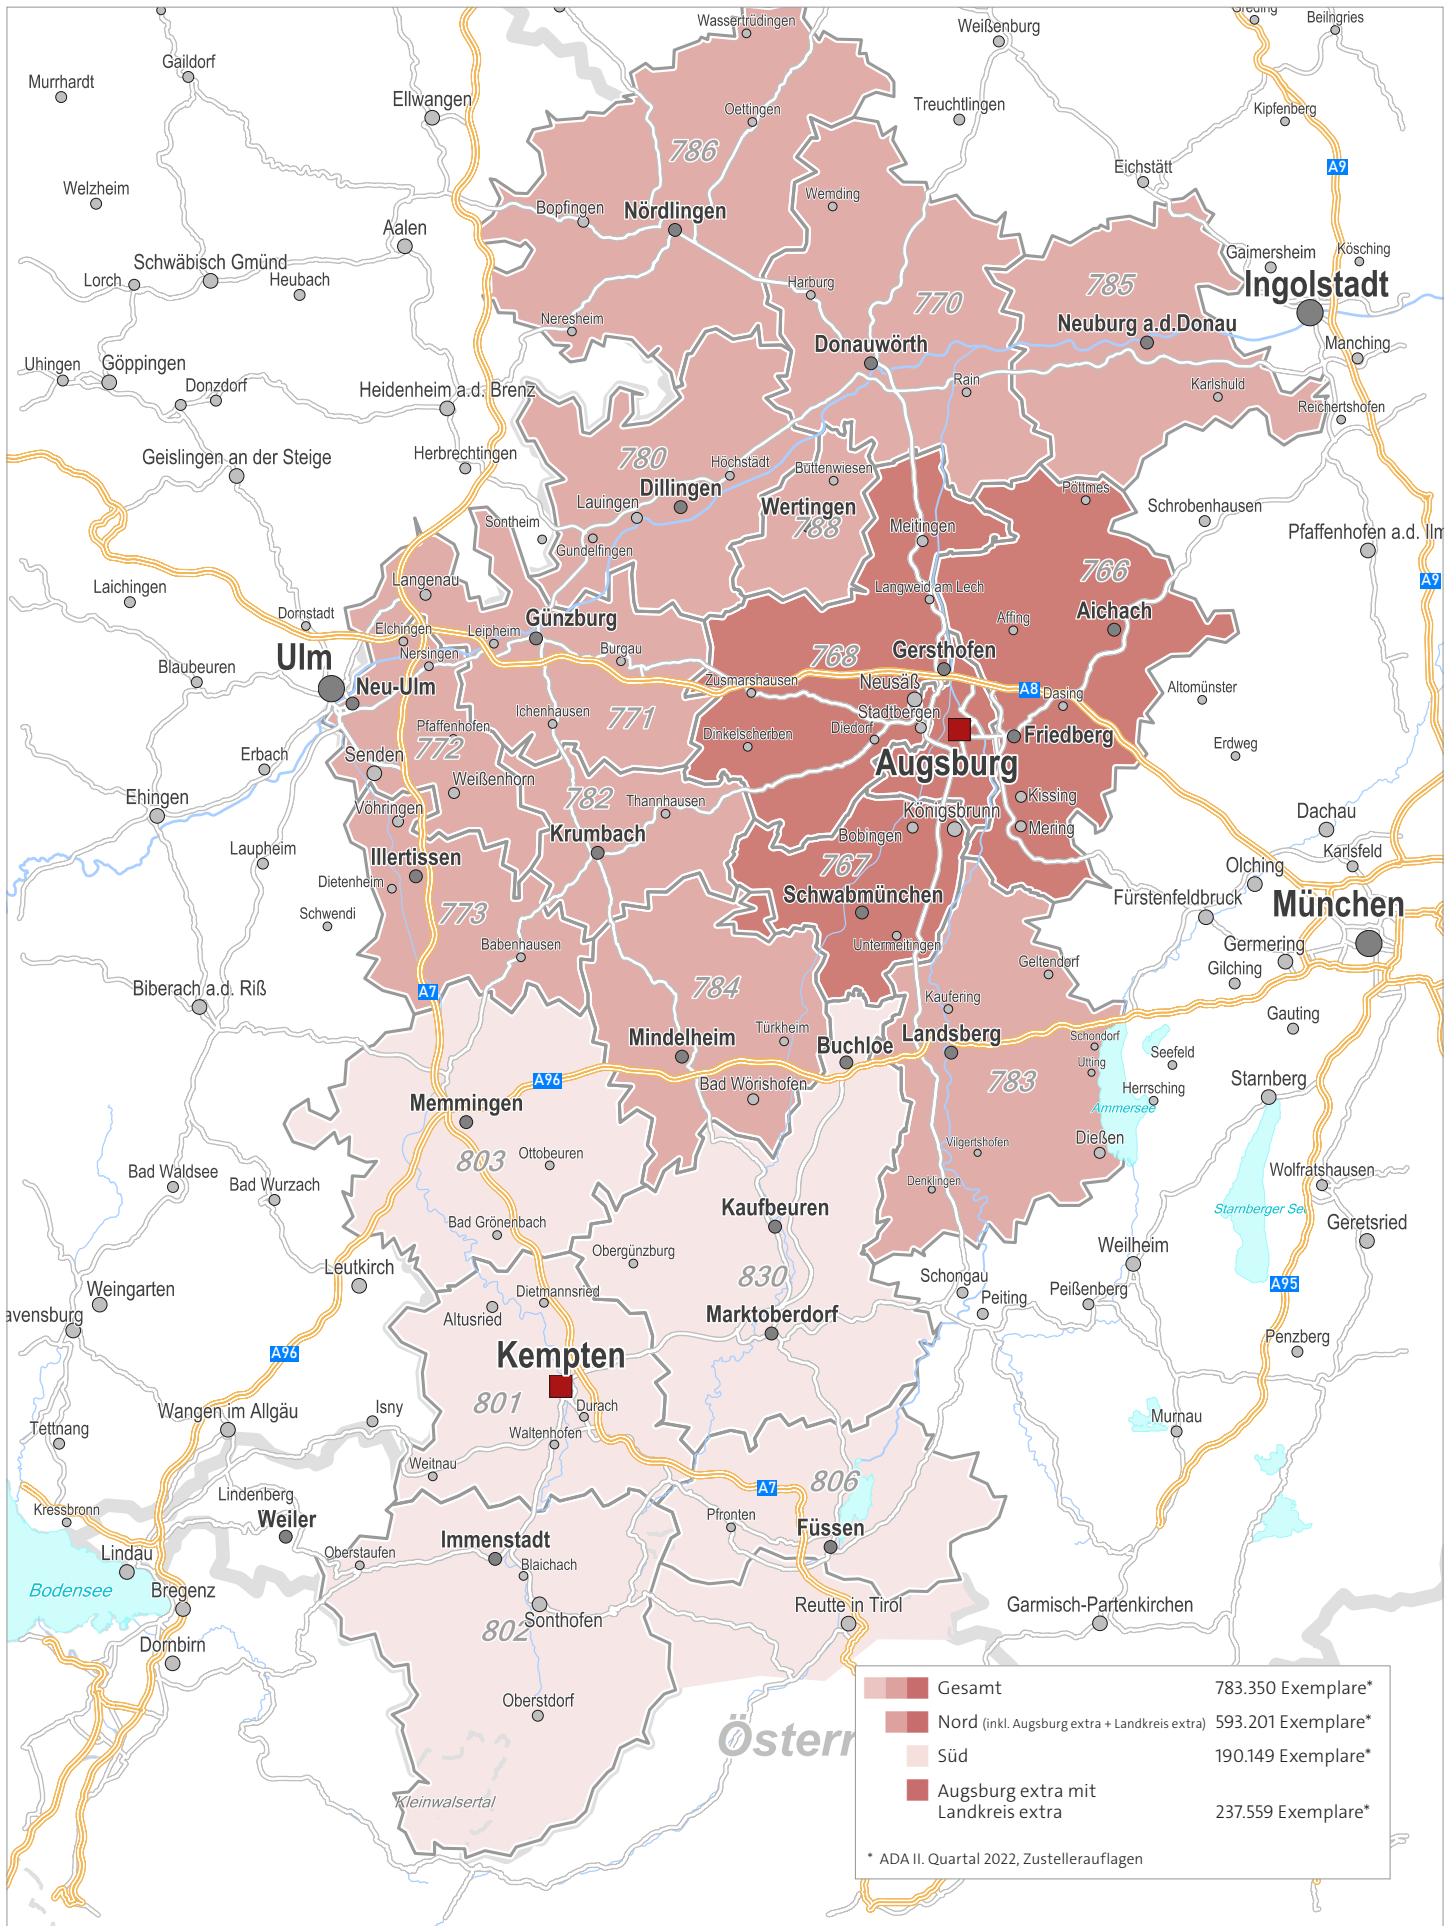 Wassertrüdingen
Weißenburg
Greding
Beilngries
Gaildorf
Murrhardt
Ellwangen
Oettingen
Treuchtlingen
Kipfenberg
786
A9
Eichstätt
Welzheim
Wemding
Bopfingen
Nördlingen
Aalen
Gaimersheim
Kösching
Schwäbisch Gmünd
Lorch
Heubach
Harburg
770
785
Ingolstadt
Neresheim
Neuburg a.d.Donau
Donauwörth
Manching
Uhingen
Göppingen
Donzdorf
Heidenheim a.d. Brenz
Rain
Karlshuld
Reichertshofen
Geislingen an der Steige
Herbrechtingen
780
Höchstädt
Buttenwiesen
Dillingen
Pöttmes
Lauingen
Wertingen
788
Schrobenhausen
Sontheim
Meitingen
Pfaffenhofen a.d. Ilm
Gundelfingen
766
Langenau
Laichingen
Langweid am Lech
A9
Dornstadt
Aichach
Günzburg
Affing
Elchingen
Leipheim
Burgau
Gersthofen
Nersingen
768
Ulm
Blaubeuren
Zusmarshausen
Neusäß
A8
Dasing
Altomünster
Neu-Ulm
Ichenhausen
771
Stadtbergen
Pfaffenhofen
Dinkelscherben
Diedorf
Friedberg
Erbach
772
Senden
Augsburg
Erdweg
Weißenhorn
Ehingen
782
Thannhausen
Kissing
Vöhringen
Königsbrunn
Dachau
Krumbach
Bobingen
Mering
Laupheim
Illertissen
767
Karlsfeld
Olching
Dietenheim
Schwabmünchen
Fürstenfeldbruck
München
Schwendi
773
Babenhausen
Untermeitingen
Germering
Geltendorf
Gilching
Biberach a.d. Riß
A7
784
Kaufering
Gauting
Mindelheim
Türkheim
Buchloe
Landsberg
Schondorf
Seefeld
A96
Bad Wörishofen
783
Utting
Herrsching
Starnberg
Memmingen
Ammersee
Ottobeuren
803
Vilgertshofen
Dießen
Bad Waldsee
Bad Wurzach
Denklingen
Wolfratshausen
Kaufbeuren
Starnberger See
Bad Grönenbach
Geretsried
Obergünzburg
Weilheim
Leutkirch
830
Schongau
A95
Weingarten
Dietmannsried
Peiting
Peißenberg
avensburg
Altusried
Marktoberdorf
Penzberg
A96
Kempten
801
Durach
Wangen im Allgäu
Isny
Murnau
Tettnang
Waltenhofen
Weitnau
806
A7
Lindenberg
Kressbronn
Weiler
Pfronten
Füssen
Immenstadt
Lindau
Oberstaufen
Blaichach
Bodensee
Bregenz
Sonthofen
Reutte in Tirol
Garmisch-Partenkirchen
802
Dornbirn
Oberstdorf
Österr
Kleinwalsertal
Gesamt 783.350 Exemplare*
Nord (inkl. Augsburg extra + Landkreis extra) 593.201 Exemplare*
Süd 190.149 Exemplare*
Augsburg extra mit
Landkreis extra 237.559 Exemplare*
* ADA II. Quartal 2022, Zustellerauflagen